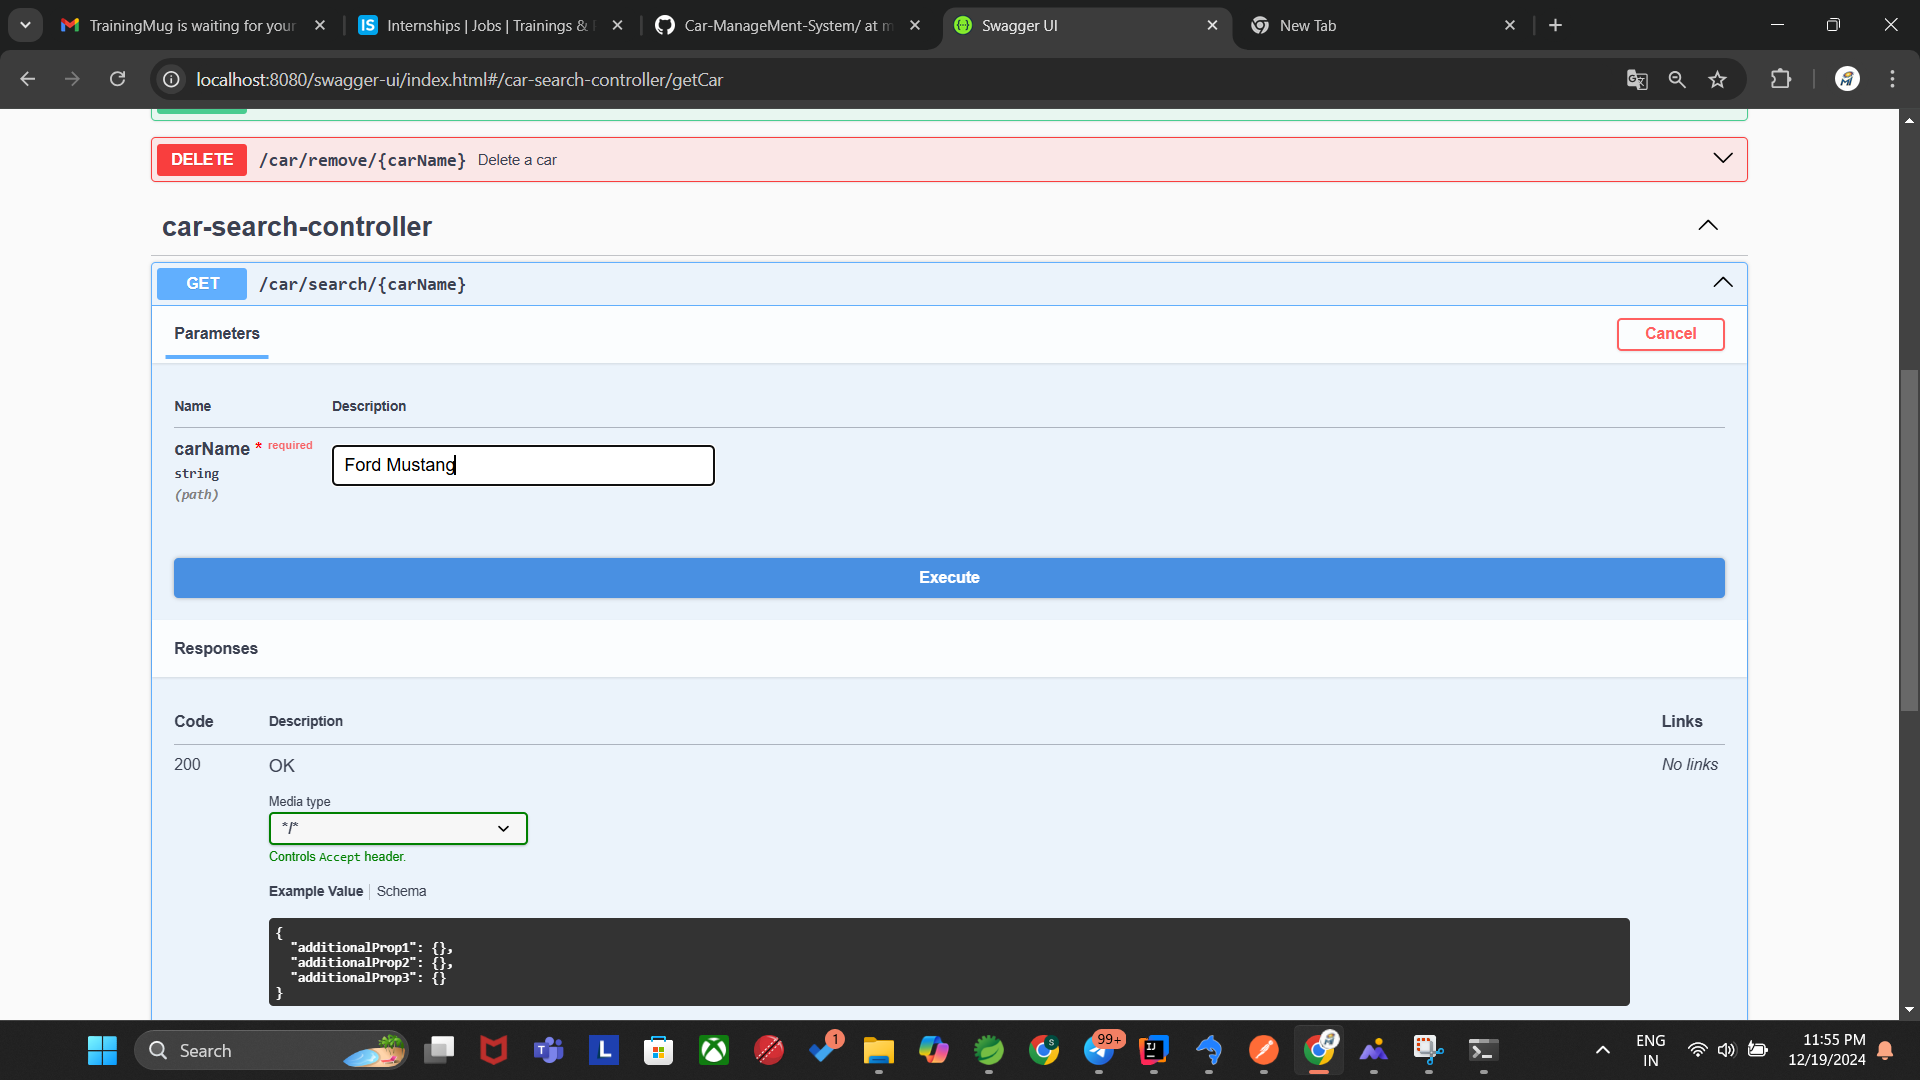 TrainingMug is waiting for your
Internships | Jobs | Trainings &
Car-ManageMent-System/ at m
Swagger UI
New Tab
localhost:8080/swagger-ui/index.html#/car-search-controller/getCar
DELETE /car/remove/{carName} Delete a car
car-search-controller
GET /car/search/{carName}
Parameters
Cancel
Name Description
carName * required
string
(path)
Ford Mustang
Execute
Responses
Code Description Links
200 OK No links
Media type
*/*
Controls Accept header.
Example Value Schema
{
"additionalProp1": {},
"additionalProp2": {},
"additionalProp3": {}
}
Search
1
99+
ENG
IN
11:55 PM
12/19/2024